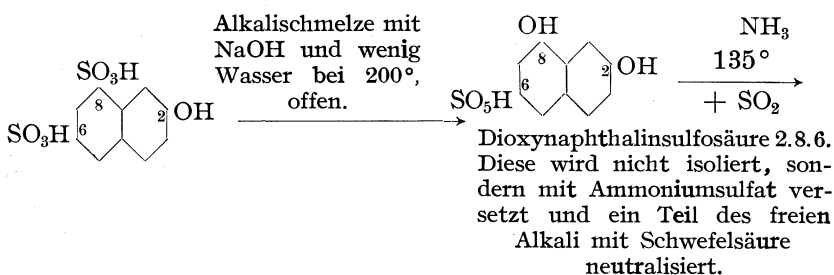 Alkalischmelze mit
NaOH und wenig
Wasser bei 200°,
offen.
SO₃H
8
SO₃H
6
2
OH
OH
8
2
OH
6
SO₅H
NH₃
135°
+ SO₂
Dioxynaphthalinsulfosäure 2.8.6.
Diese wird nicht isoliert, son-
dern mit Ammoniumsulfat ver-
setzt und ein Teil des freien
Alkali mit Schwefelsäure
neutralisiert.